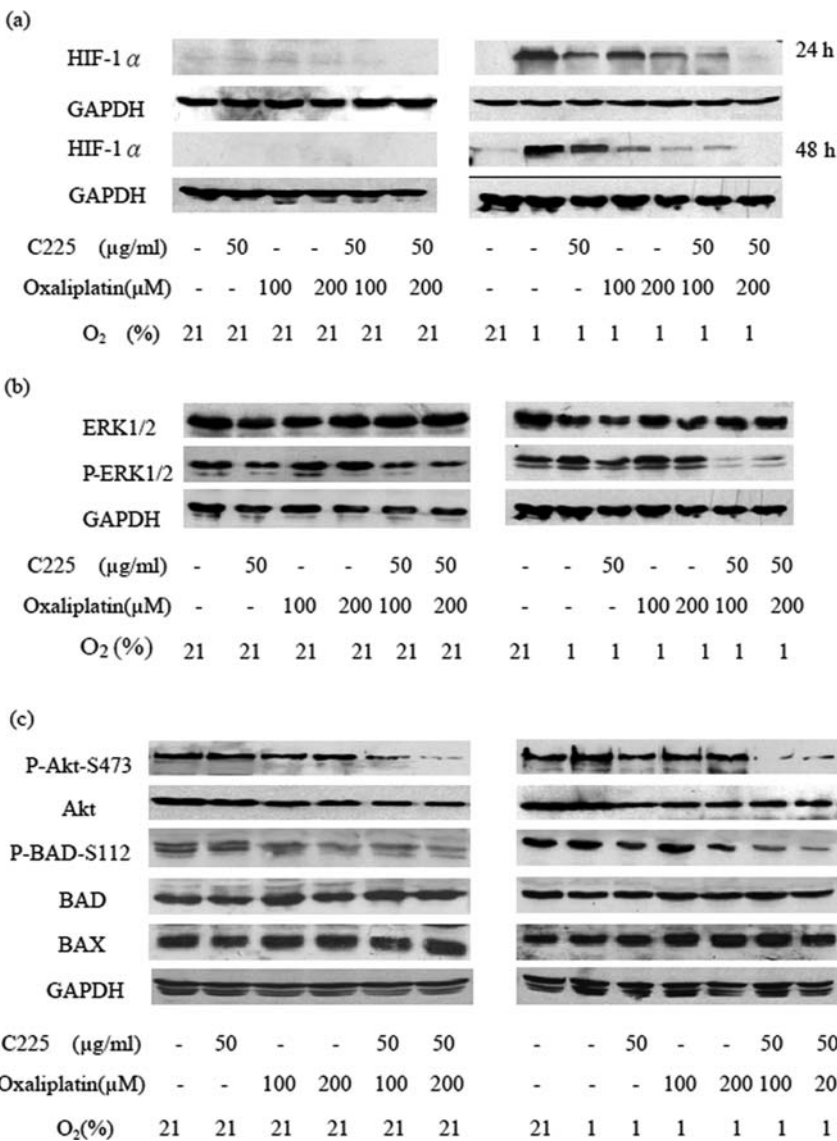 (a)
HIF-1 α 24 h
GAPDH
HIF-1 α 48 h
GAPDH
C225 (µg/ml) - 50 - - 50 50 - - 50 - - 50 50
Oxaliplatin(µM) - - 100 200 100 200 - - - 100 200 100 200
O2 (%) 21 21 21 21 21 21 21 1 1 1 1 1 1
(b)
ERK1/2
P-ERK1/2
GAPDH
C225 (µg/ml) - 50 - - 50 50 - - 50 - - 50 50
Oxaliplatin(µM) - - 100 200 100 200 - - - 100 200 100 200
O2 (%) 21 21 21 21 21 21 21 1 1 1 1 1 1
(c)
P-Akt-S473
Akt
P-BAD-S112
BAD
BAX
GAPDH
C225 (µg/ml) - 50 - - 50 50 - - 50 - - 50 50
Oxaliplatin(µM) - - 100 200 100 200 - - - 100 200 100 20
O2(%) 21 21 21 21 21 21 21 1 1 1 1 1 1